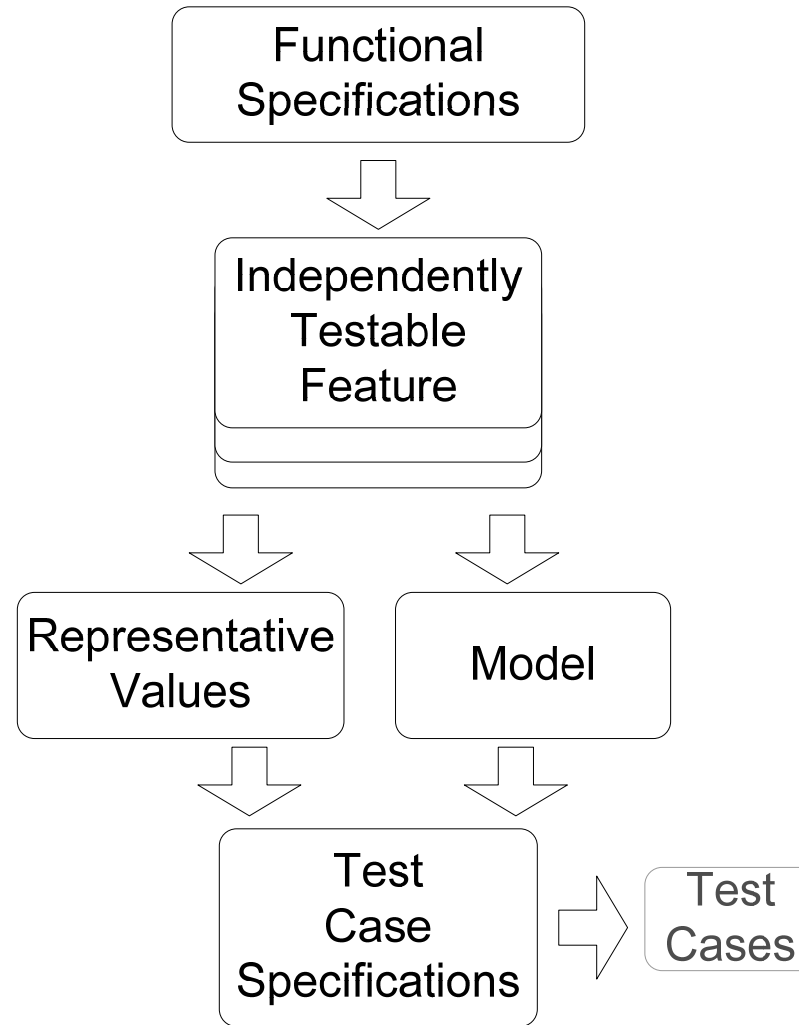 Functional
Specifications
Independently
Testable
Feature
Representative
Values
Model
Test
Case
Specifications
Test
Cases